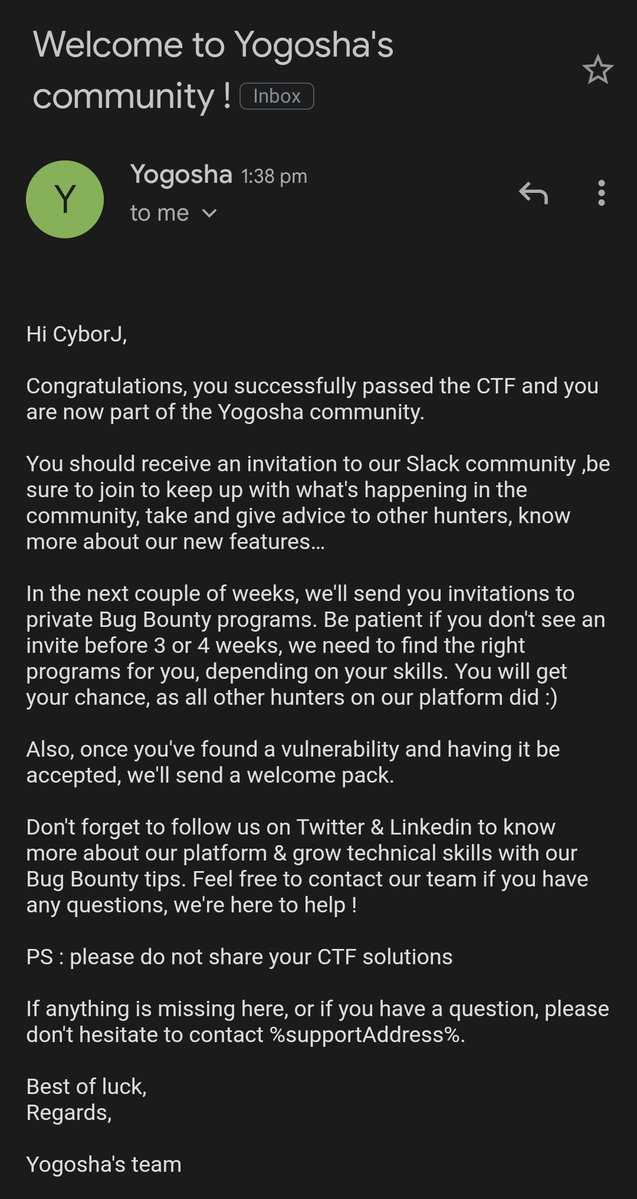 Welcome to Yogosha's
community ! Inbox
Y
Yogosha 1:38 pm
to me
Hi CyborJ,
Congratulations, you successfully passed the CTF and you
are now part of the Yogosha community.
You should receive an invitation to our Slack community ,be
sure to join to keep up with what's happening in the
community, take and give advice to other hunters, know
more about our new features…
In the next couple of weeks, we'll send you invitations to
private Bug Bounty programs. Be patient if you don't see an
invite before 3 or 4 weeks, we need to find the right
programs for you, depending on your skills. You will get
your chance, as all other hunters on our platform did :)
Also, once you've found a vulnerability and having it be
accepted, we'll send a welcome pack.
Don't forget to follow us on Twitter & Linkedin to know
more about our platform & grow technical skills with our
Bug Bounty tips. Feel free to contact our team if you have
any questions, we're here to help !
PS : please do not share your CTF solutions
If anything is missing here, or if you have a question, please
don't hesitate to contact %supportAddress%.
Best of luck,
Regards,
Yogosha's team